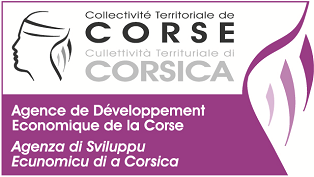 Collectivité Territoriale de
CORSE
Cullettività Territuriale di
CORSICA
Agence de Développement
Economique de la Corse
Agenza di Sviluppu
Ecunomicu di a Corsica